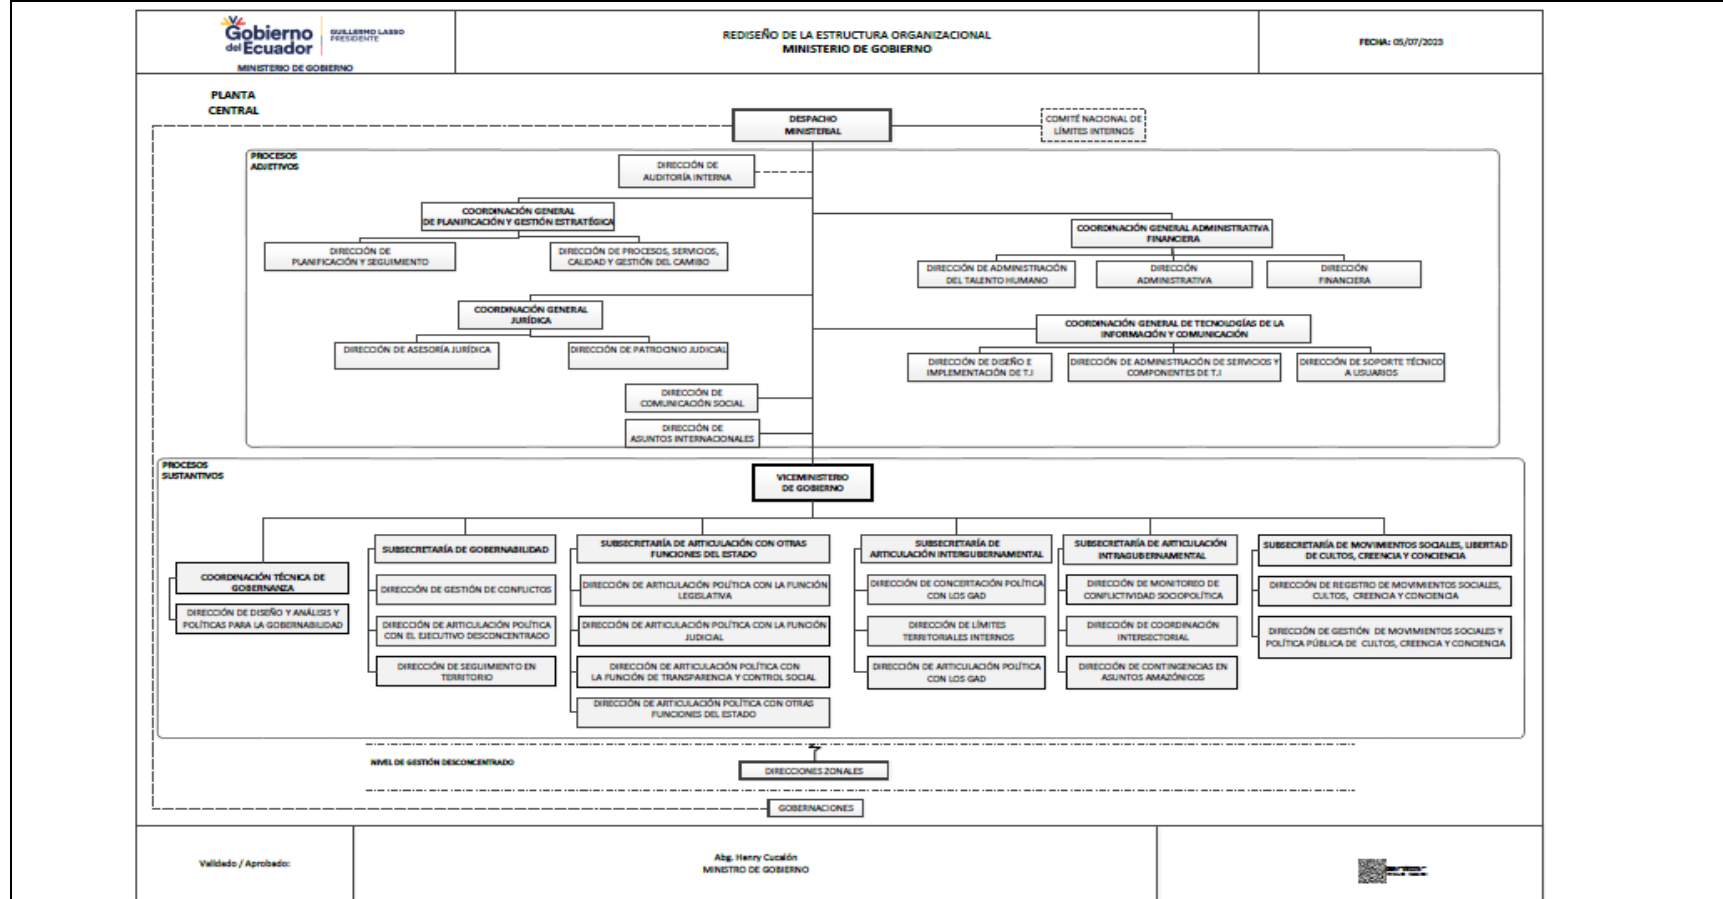 Gobierno
del Ecuador
GUILLERMO LASSO
PRESIDENTE
MINISTERIO DE GOBIERNO
REDISEÑO DE LA ESTRUCTURA ORGANIZACIONAL
MINISTERIO DE GOBIERNO
FECHA: 05/07/2023
PLANTA
CENTRAL
DESPACHO
MINISTERIAL
COMITÉ NACIONAL DE
LÍMITES INTERNOS
PROCESOS
ADJETIVOS
DIRECCIÓN DE
AUDITORÍA INTERNA
COORDINACIÓN GENERAL
DE PLANIFICACIÓN Y GESTIÓN ESTRATÉGICA
DIRECCIÓN DE
PLANIFICACIÓN Y SEGUIMIENTO
DIRECCIÓN DE PROCESOS, SERVICIOS,
CALIDAD Y GESTIÓN DEL CAMIBO
COORDINACIÓN GENERAL ADMINISTRATIVA
FINANCIERA
DIRECCIÓN DE ADMINISTRACIÓN
DEL TALENTO HUMANO
DIRECCIÓN
ADMINISTRATIVA
DIRECCIÓN
FINANCIERA
COORDINACIÓN GENERAL
JURÍDICA
DIRECCIÓN DE ASESORÍA JURÍDICA
DIRECCIÓN DE PATROCINIO JUDICIAL
COORDINACIÓN GENERAL DE TECNOLOGÍAS DE LA
INFORMACIÓN Y COMUNICACIÓN
DIRECCIÓN DE DISEÑO E
IMPLEMENTACIÓN DE T.I
DIRECCIÓN DE ADMINISTRACIÓN DE SERVICIOS Y
COMPONENTES DE T.I
DIRECCIÓN DE SOPORTE TÉCNICO
A USUARIOS
DIRECCIÓN DE
COMUNICACIÓN SOCIAL
DIRECCIÓN DE
ASUNTOS INTERNACIONALES
PROCESOS
SUSTANTIVOS
VICEMINISTERIO
DE GOBIERNO
COORDINACIÓN TÉCNICA DE
GOBERNANZA
DIRECCIÓN DE DISEÑO Y ANÁLISIS Y
POLÍTICAS PARA LA GOBERNABILIDAD
SUBSECRETARÍA DE GOBERNABILIDAD
DIRECCIÓN DE GESTIÓN DE CONFLICTOS
DIRECCIÓN DE ARTICULACIÓN POLÍTICA
CON EL EJECUTIVO DESCONCENTRADO
DIRECCIÓN DE SEGUIMIENTO EN
TERRITORIO
SUBSECRETARÍA DE ARTICULACIÓN CON OTRAS
FUNCIONES DEL ESTADO
DIRECCIÓN DE ARTICULACIÓN POLÍTICA CON LA FUNCIÓN
LEGISLATIVA
DIRECCIÓN DE ARTICULACIÓN POLÍTICA CON LA FUNCIÓN
JUDICIAL
DIRECCIÓN DE ARTICULACIÓN POLÍTICA CON
LA FUNCIÓN DE TRANSPARENCIA Y CONTROL SOCIAL
DIRECCIÓN DE ARTICULACIÓN POLÍTICA CON OTRAS
FUNCIONES DEL ESTADO
SUBSECRETARÍA DE
ARTICULACIÓN INTERGUBERNAMENTAL
DIRECCIÓN DE CONCERTACIÓN POLÍTICA
CON LOS GAD
DIRECCIÓN DE LÍMITES
TERRITORIALES INTERNOS
DIRECCIÓN DE ARTICULACIÓN POLÍTICA
CON LOS GAD
SUBSECRETARÍA DE ARTICULACIÓN
INTRAGUBERNAMENTAL
DIRECCIÓN DE MONITOREO DE
CONFLICTIVIDAD SOCIOPOLÍTICA
DIRECCIÓN DE COORDINACIÓN
INTERSECTORIAL
DIRECCIÓN DE CONTINGENCIAS EN
ASUNTOS AMAZÓNICOS
SUBSECRETARÍA DE MOVIMIENTOS SOCIALES, LIBERTAD
DE CULTOS, CREENCIA Y CONCIENCIA
DIRECCIÓN DE REGISTRO DE MOVIMIENTOS SOCIALES,
CULTOS, CREENCIA Y CONCIENCIA
DIRECCIÓN DE GESTIÓN DE MOVIMIENTOS SOCIALES Y
POLÍTICA PÚBLICA DE CULTOS, CREENCIA Y CONCIENCIA
NIVEL DE GESTIÓN DESCONCENTRADO
DIRECCIONES ZONALES
GOBERNACIONES
Validado / Aprobado:
Abg. Henry Cucalón
MINISTRO DE GOBIERNO